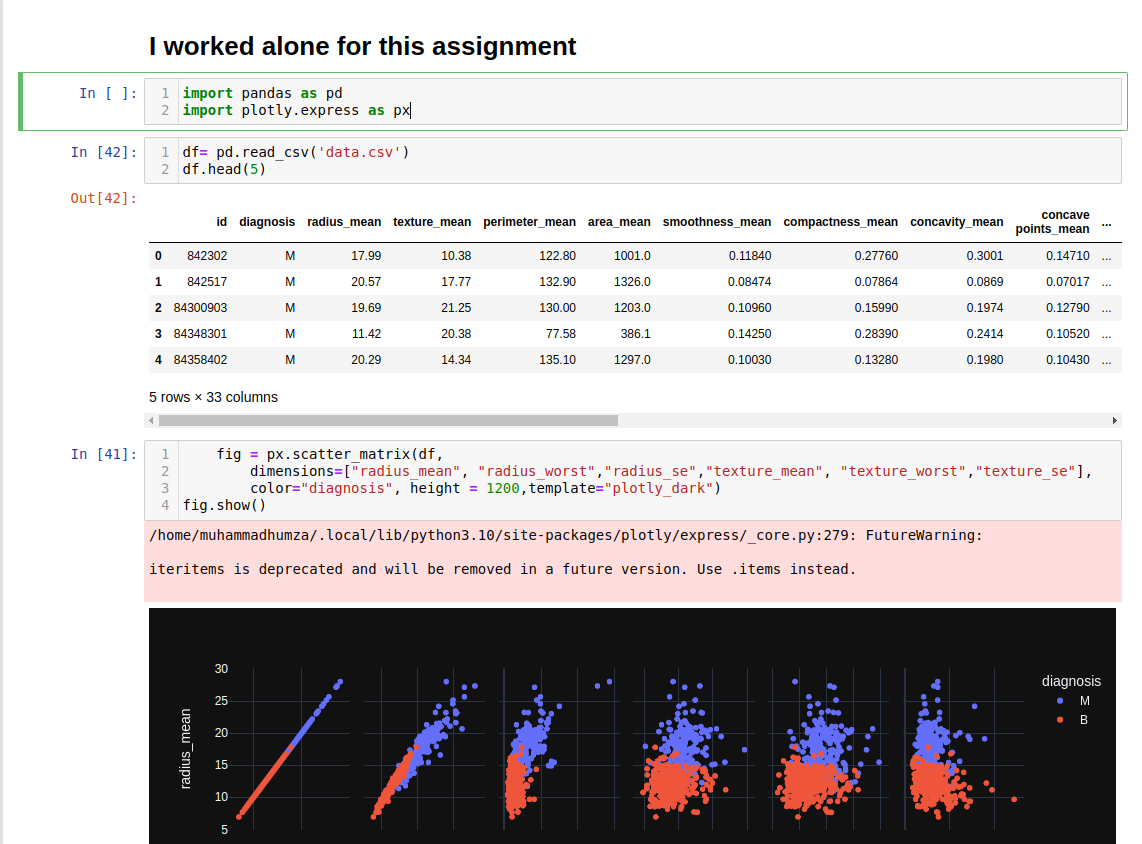 I worked alone for this assignment
In [ ]:
1 import pandas as pd
2 import plotly.express as px
In [42]:
1 df= pd.read_csv('data.csv')
2 df.head(5)
Out[42]:
id diagnosis radius_mean texture_mean perimeter_mean area_mean smoothness_mean compactness_mean concavity_mean concave points_mean ...
0 842302 M 17.99 10.38 122.80 1001.0 0.11840 0.27760 0.3001 0.14710 ...
1 842517 M 20.57 17.77 132.90 1326.0 0.08474 0.07864 0.0869 0.07017 ...
2 84300903 M 19.69 21.25 130.00 1203.0 0.10960 0.15990 0.1974 0.12790 ...
3 84348301 M 11.42 20.38 77.58 386.1 0.14250 0.28390 0.2414 0.10520 ...
4 84358402 M 20.29 14.34 135.10 1297.0 0.10030 0.13280 0.1980 0.10430 ...
5 rows × 33 columns
In [41]:
1 fig = px.scatter_matrix(df,
2 dimensions=["radius_mean", "radius_worst","radius_se","texture_mean", "texture_worst","texture_se"],
3 color="diagnosis", height = 1200,template="plotly_dark")
4 fig.show()
/home/muhammadhumza/.local/lib/python3.10/site-packages/plotly/express/_core.py:279: FutureWarning:
iteritems is deprecated and will be removed in a future version. Use .items instead.
radius_mean
30
25
20
15
10
5
diagnosis
M
B